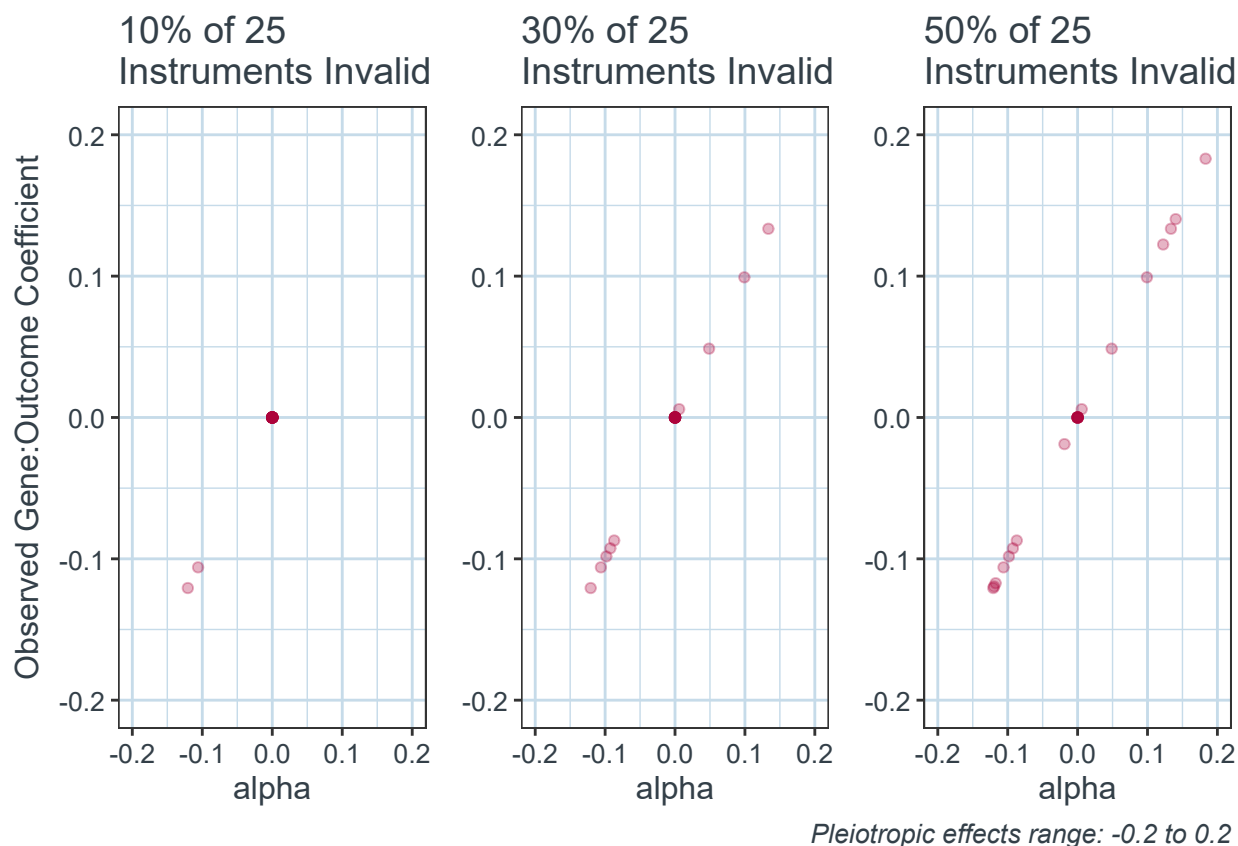 10% of 25
Instruments Invalid
30% of 25
Instruments Invalid
50% of 25
Instruments Invalid
Observed Gene:Outcome Coefficient
0.2
0.1
0.0
-0.1
-0.2
-0.2 -0.1 0.0 0.1 0.2
alpha
0.2
0.1
0.0
-0.1
-0.2
-0.2 -0.1 0.0 0.1 0.2
alpha
0.2
0.1
0.0
-0.1
-0.2
-0.2 -0.1 0.0 0.1 0.2
alpha
Pleiotropic effects range: -0.2 to 0.2